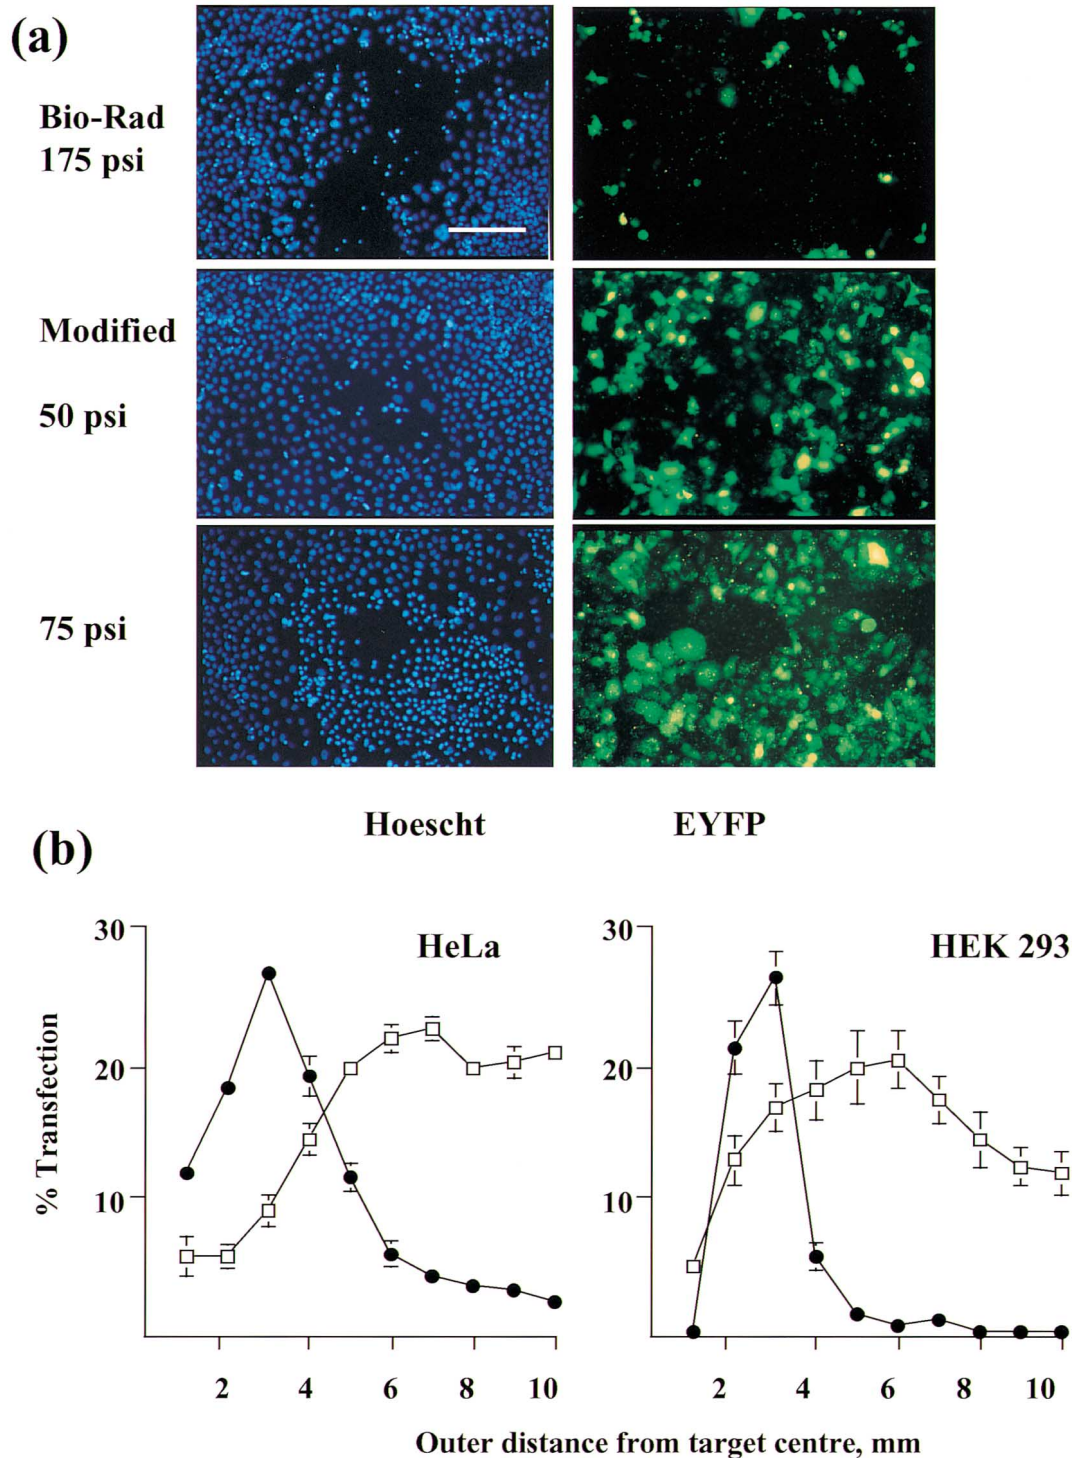 (a)
Bio-Rad
175 psi
Modified
50 psi
75 psi
Hoescht
EYFP
(b)
HeLa
30
20
10
% Transfection
2 4 6 8 10
HEK 293
30
20
10
2 4 6 8 10
Outer distance from target centre, mm